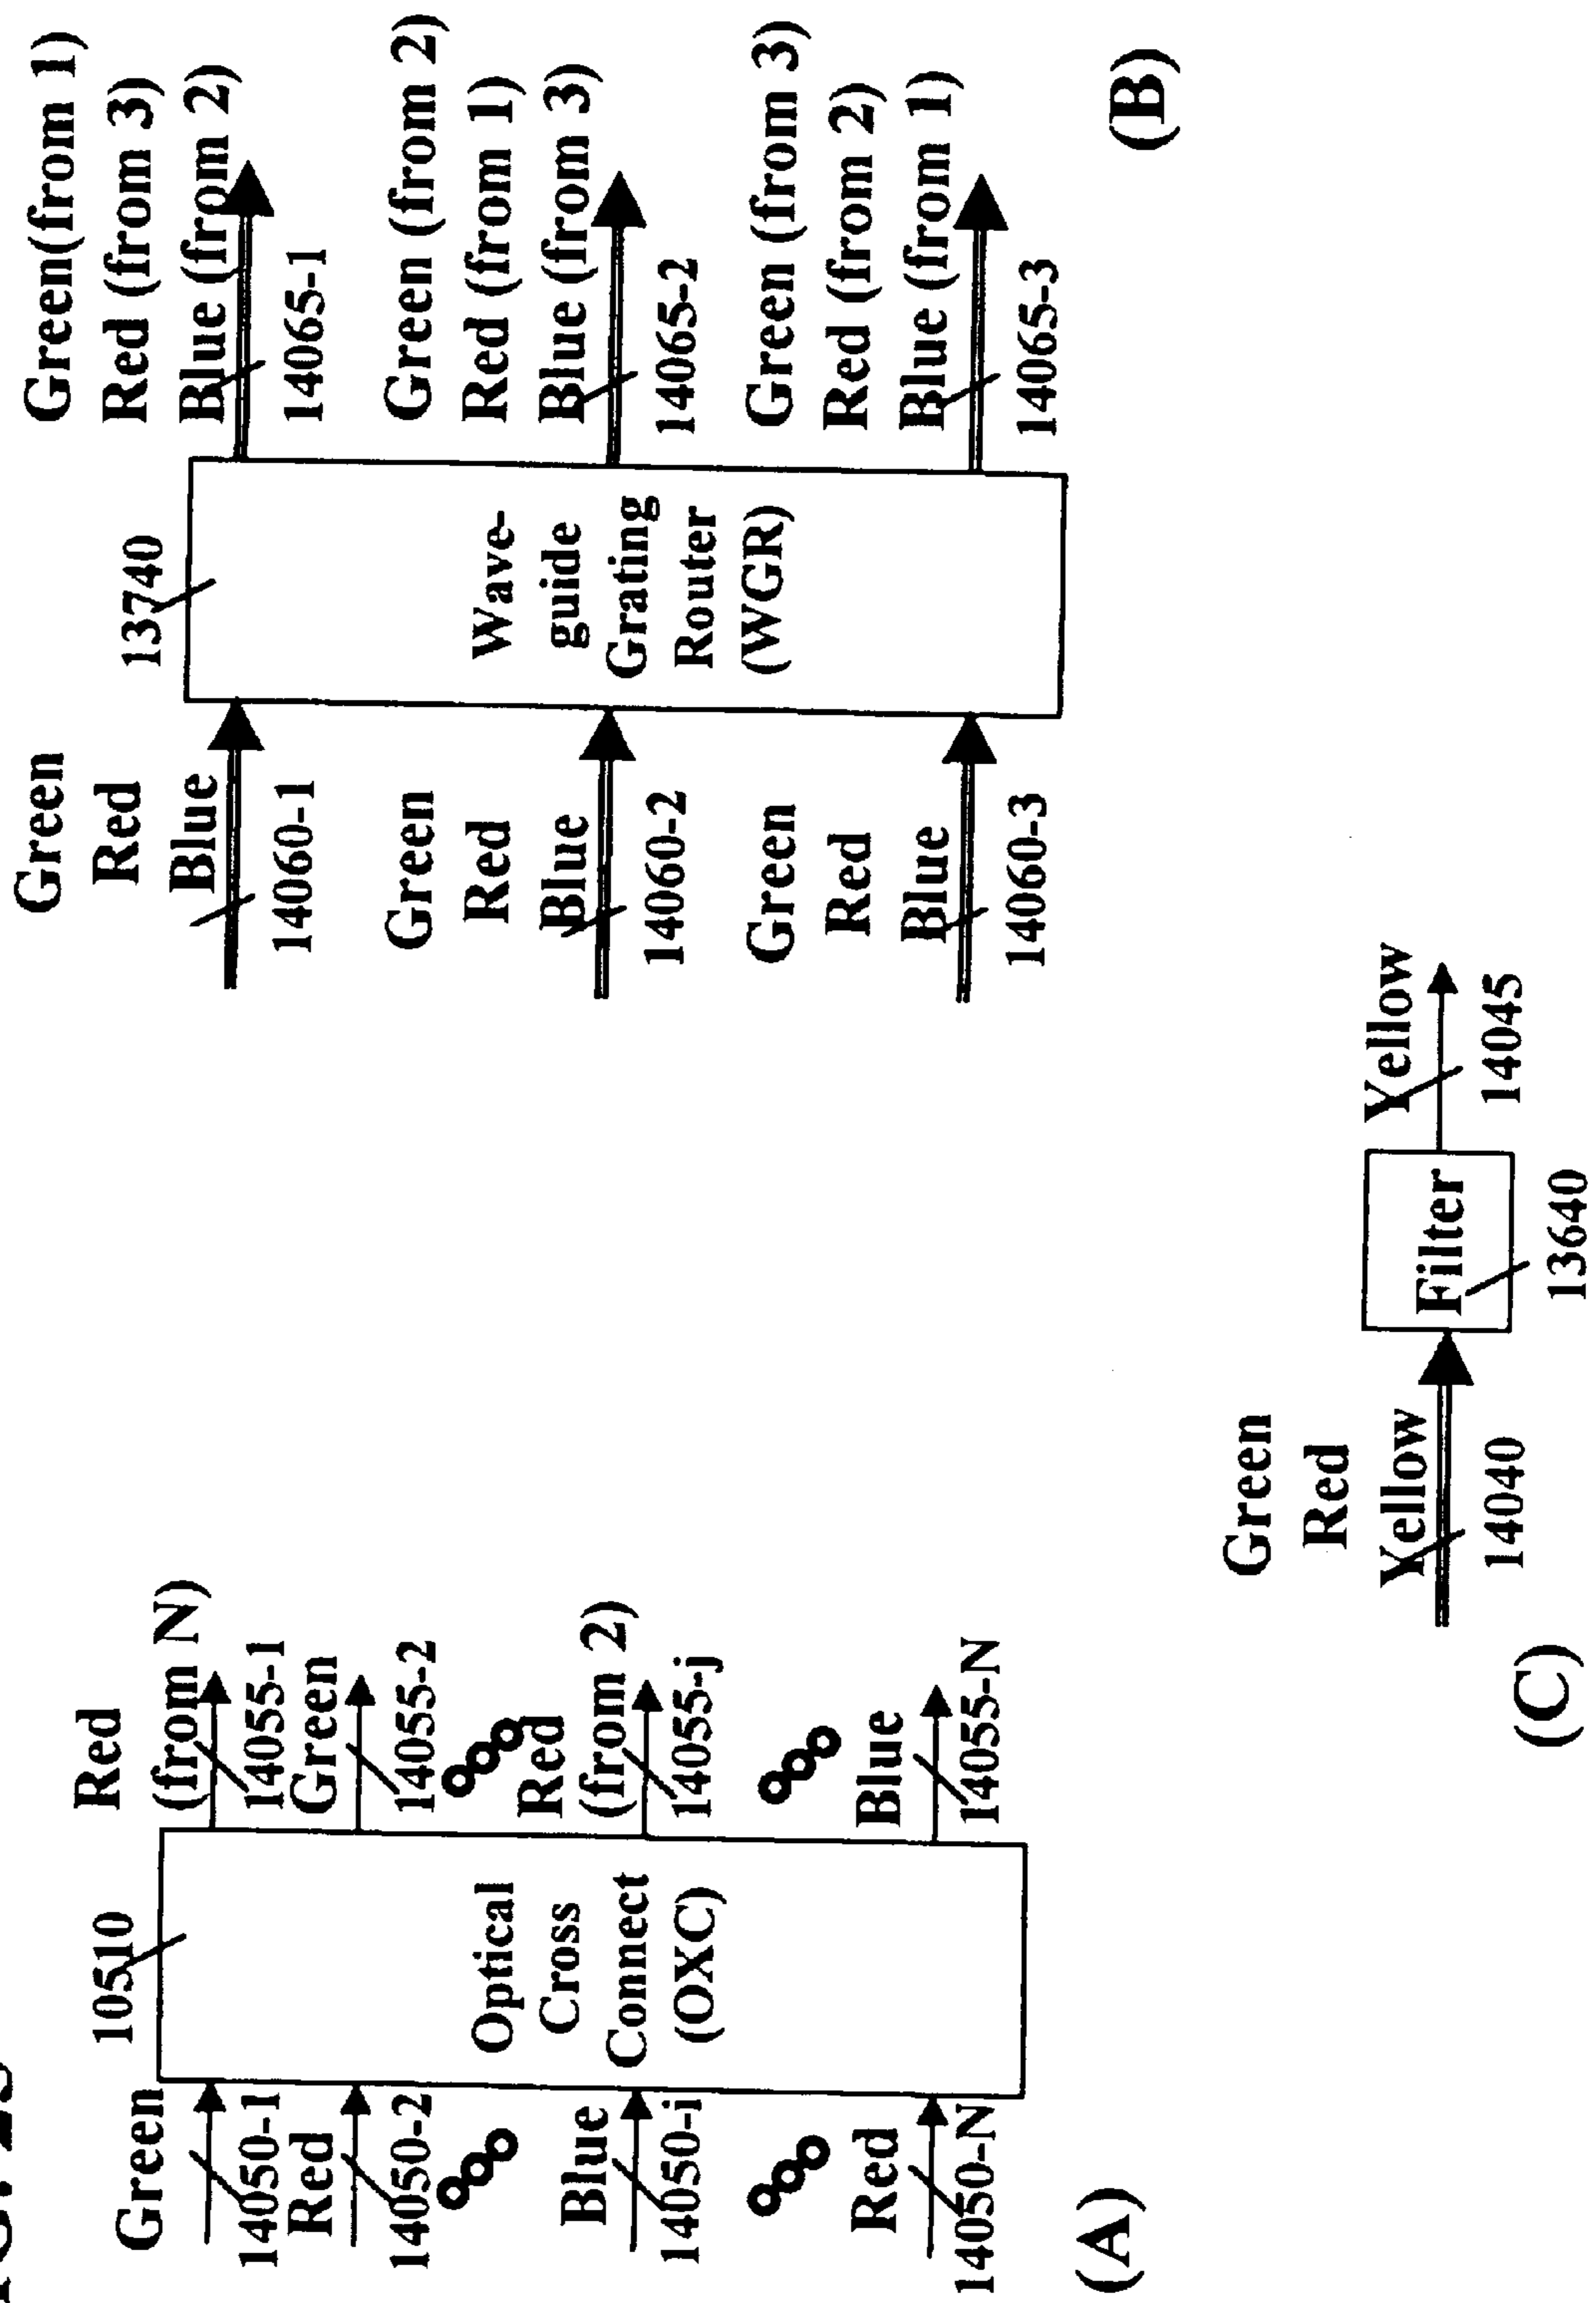 Green
14050-1
Red
14050-2
Blue
14050-i
Red
14050-N
10510
Optical
Cross
Connect
(OXC)
Red
(from N)
14055-1
Green
14055-2
Red
(from 2)
14055-j
Blue
14055-N
(A)
Green
Red
Blue
14060-1
Green
Red
Blue
14060-2
Green
Red
Blue
14060-3
13740
Wave-
guide
Grating
Router
(WGR)
Green(from 1)
Red (from 3)
Blue (from 2)
14065-1
Green (from 2)
Red (from 1)
Blue (from 3)
14065-2
Green (from 3)
Red (from 2)
Blue (from 1)
14065-3
(B)
Green
Red
Yellow
14040
Filter
13640
Yellow
14045
(C)